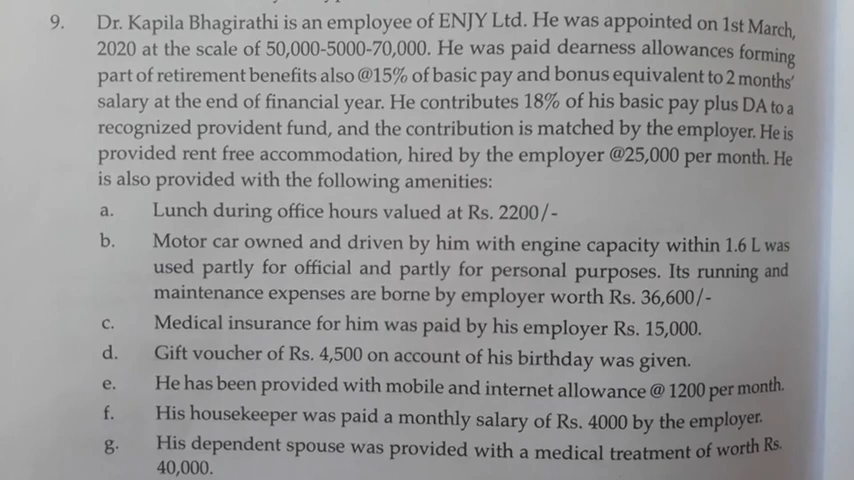 9. Dr. Kapila Bhagirathi is an employee of ENJY Ltd. He was appointed on 1st March,
2020 at the scale of 50,000-5000-70,000. He was paid dearness allowances forming
part of retirement benefits also @15% of basic pay and bonus equivalent to 2 months'
salary at the end of financial year. He contributes 18% of his basic pay plus DA to a
recognized provident fund, and the contribution is matched by the employer. He is
provided rent free accommodation, hired by the employer @25,000 per month. He
is also provided with the following amenities:
a. Lunch during office hours valued at Rs. 2200/-
b. Motor car owned and driven by him with engine capacity within 1.6 L was
used partly for official and partly for personal purposes. Its running and
maintenance expenses are borne by employer worth Rs. 36,600/-
c. Medical insurance for him was paid by his employer Rs. 15,000.
d. Gift voucher of Rs. 4,500 on account of his birthday was given.
e. He has been provided with mobile and internet allowance @ 1200 per month.
f. His housekeeper was paid a monthly salary of Rs. 4000 by the employer.
g. His dependent spouse was provided with a medical treatment of worth Rs.
40,000.